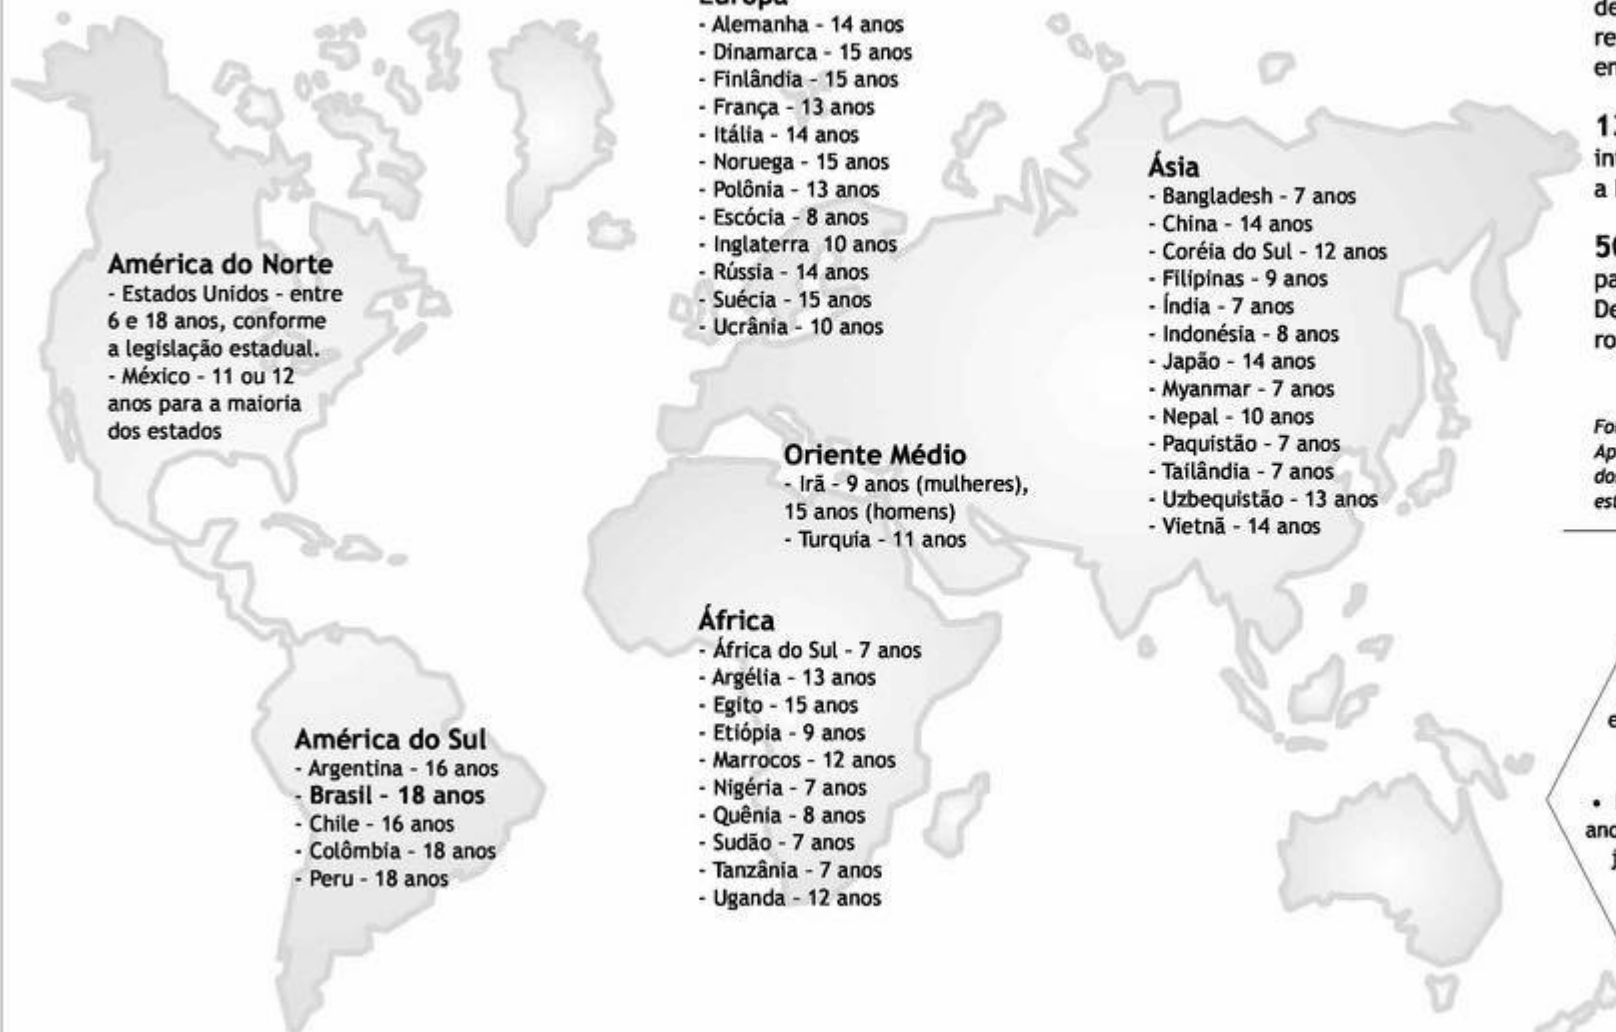 Europa
- Alemanha - 14 anos
- Dinamarca - 15 anos
- Finlândia - 15 anos
- França - 13 anos
- Itália - 14 anos
- Noruega - 15 anos
- Polônia - 13 anos
- Escócia - 8 anos
- Inglaterra 10 anos
- Rússia - 14 anos
- Suécia - 15 anos
- Ucrânia - 10 anos
Ásia
- Bangladesh - 7 anos
- China - 14 anos
- Coréia do Sul - 12 anos
- Filipinas - 9 anos
- Índia - 7 anos
- Indonésia - 8 anos
- Japão - 14 anos
- Myanmar - 7 anos
- Nepal - 10 anos
- Paquistão - 7 anos
- Tailândia - 7 anos
- Uzbequistão - 13 anos
- Vietnã - 14 anos
América do Norte
- Estados Unidos - entre
6 e 18 anos, conforme
a legislação estadual.
- México - 11 ou 12
anos para a maioria
dos estados
Oriente Médio
- Irã - 9 anos (mulheres),
15 anos (homens)
- Turquia - 11 anos
África
- África do Sul - 7 anos
- Argélia - 13 anos
- Egito - 15 anos
- Etiópia - 9 anos
- Marrocos - 12 anos
- Nigéria - 7 anos
- Quênia - 8 anos
- Sudão - 7 anos
- Tanzânia - 7 anos
- Uganda - 12 anos
América do Sul
- Argentina - 16 anos
- Brasil - 18 anos
- Chile - 16 anos
- Colômbia - 18 anos
- Peru - 18 anos